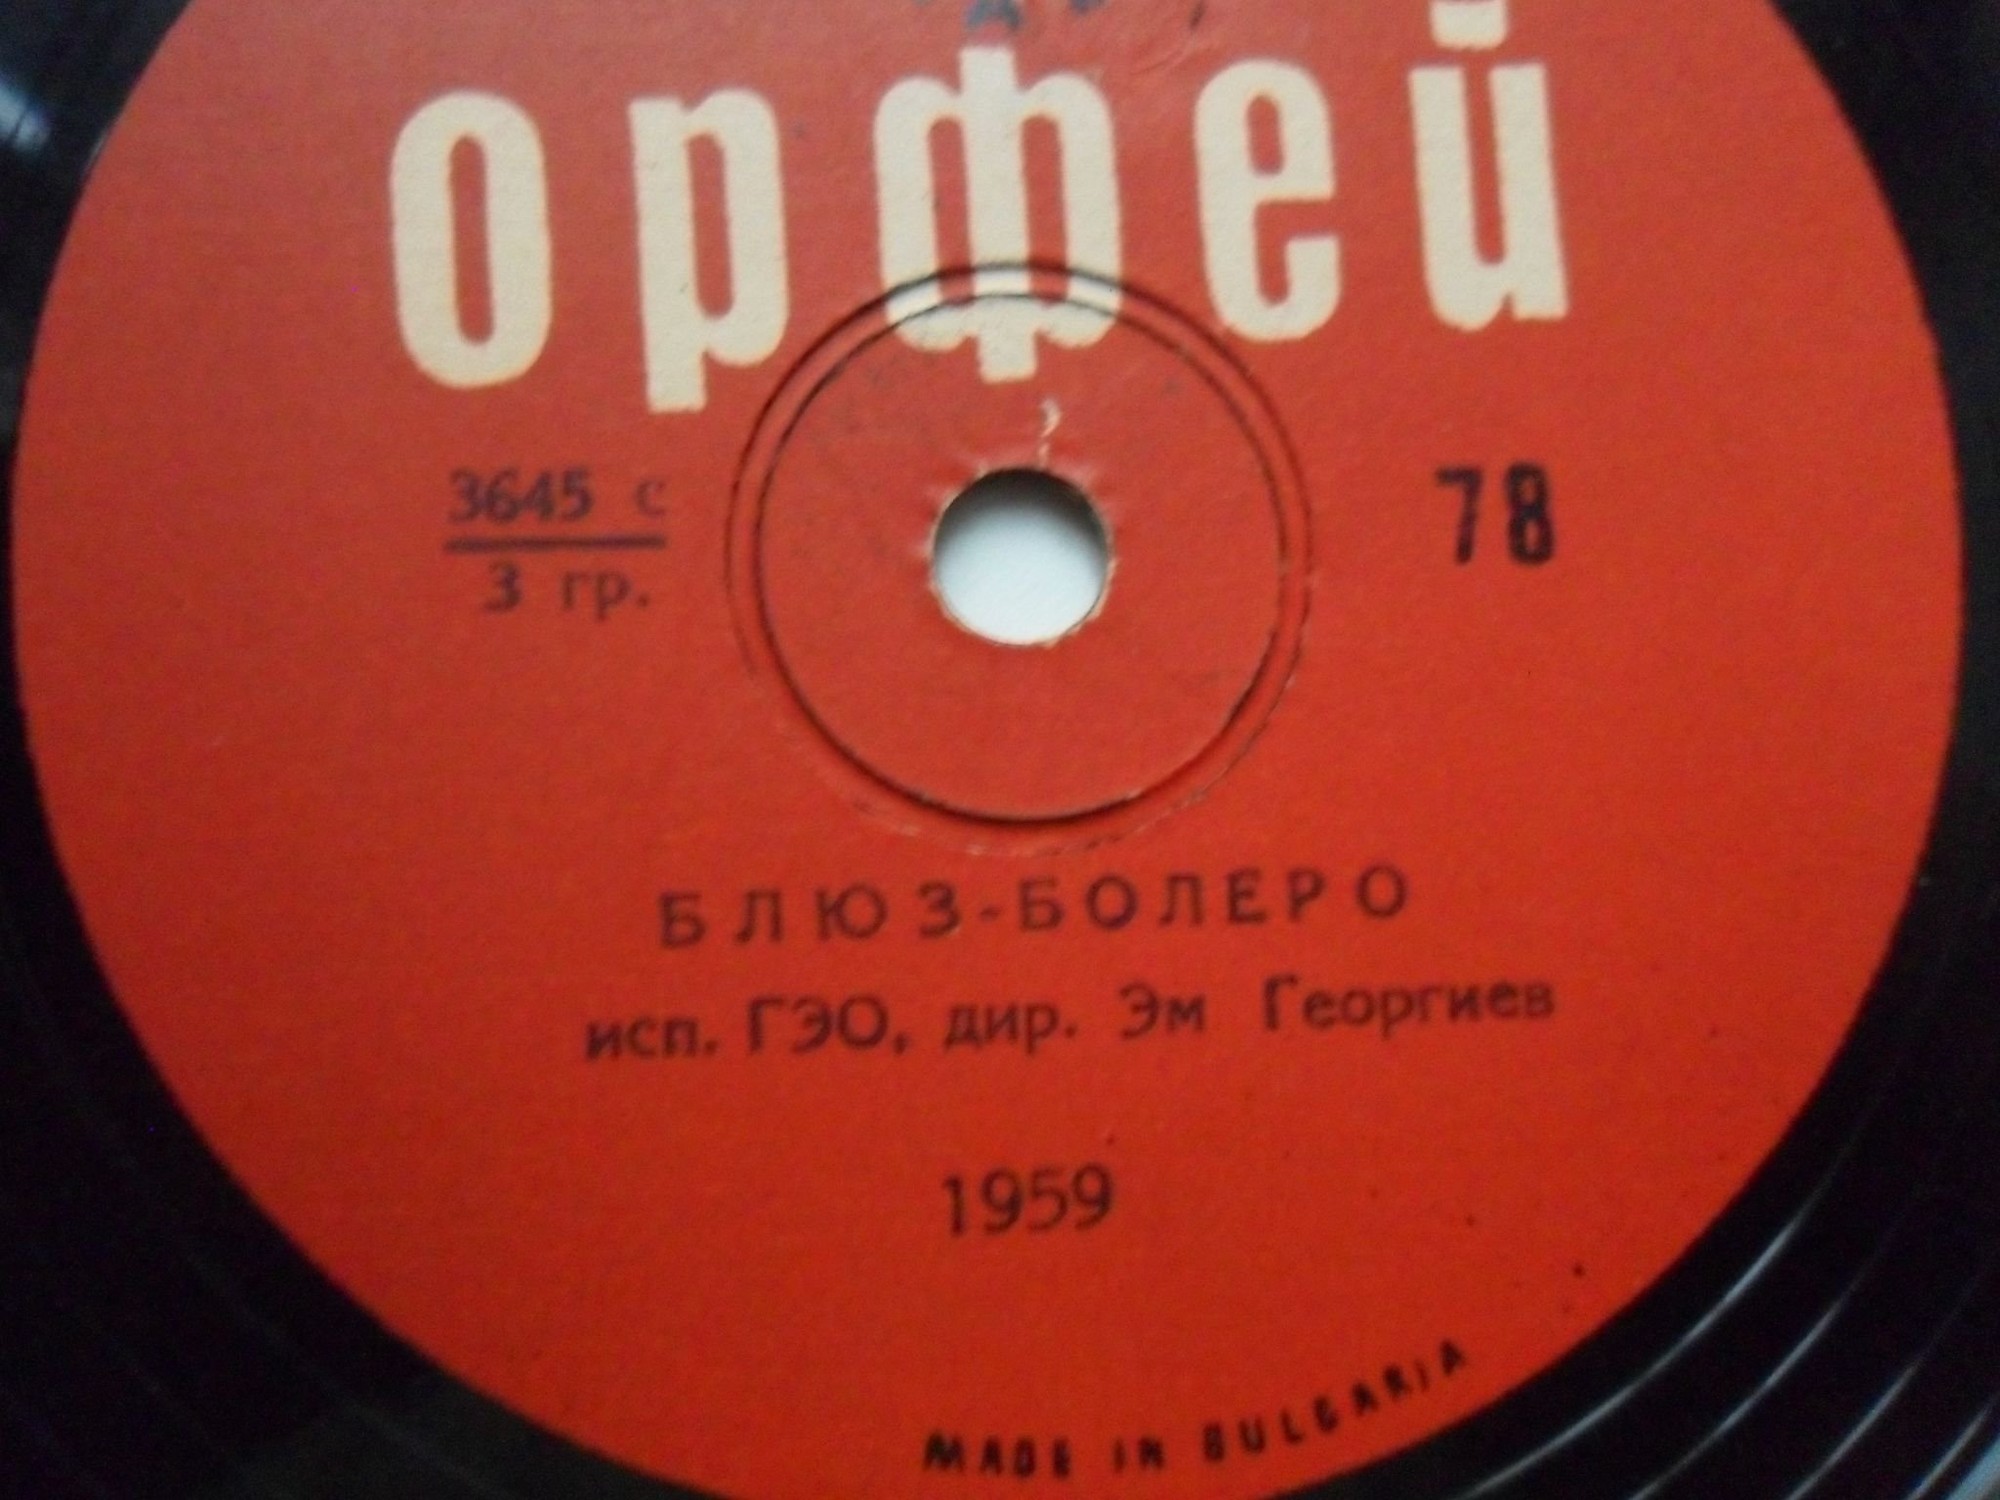 орфей
3645 с
3 гр.
78
БЛЮЗ-БОЛЕРО
исп. ГЭО, дир. Эм Георгиев
1959
MADE IN BULGARIA